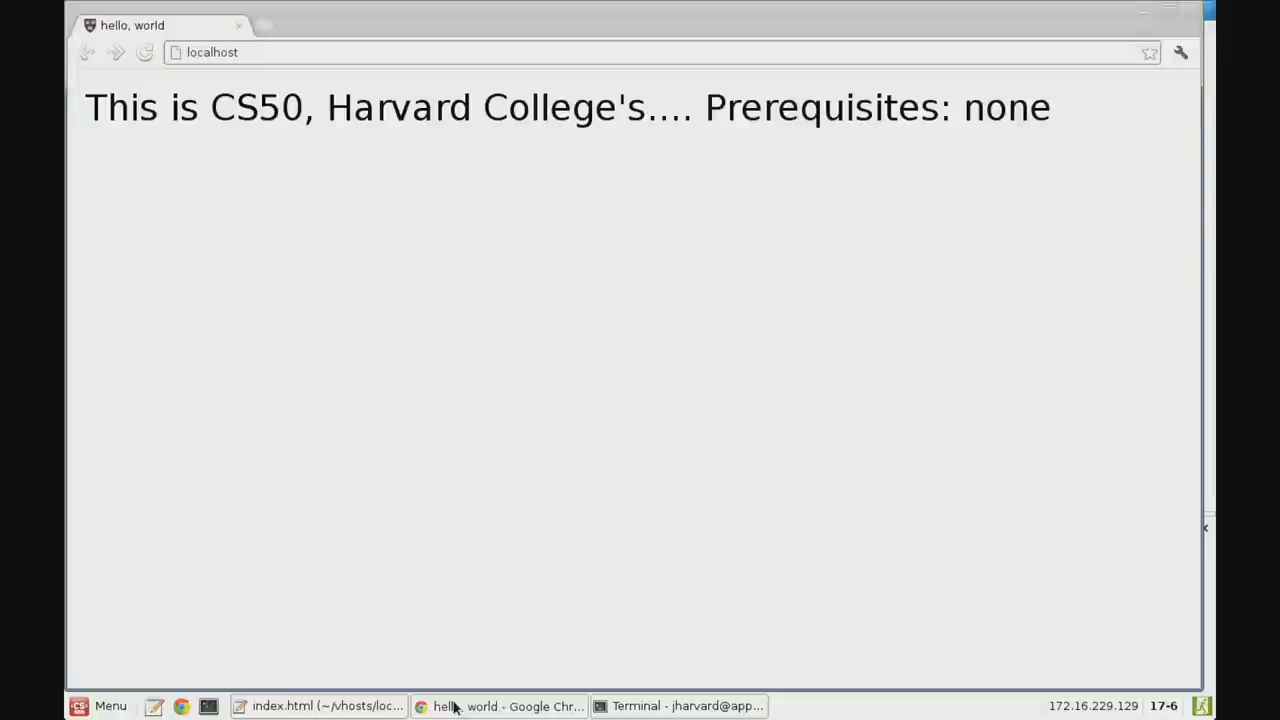 hello, world
localhost
This is CS50, Harvard College's.... Prerequisites: none
Menu
index.html (~/vhosts/loc...
hello, world - Google Chr...
Terminal - jharvard@app...
172.16.229.129
17-6